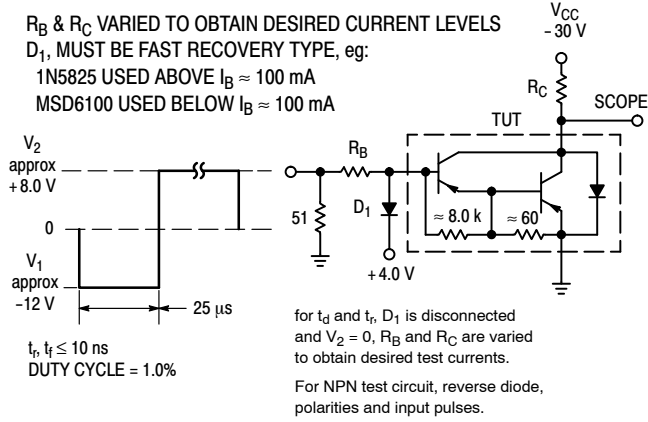 R_B & R_C VARIED TO OBTAIN DESIRED CURRENT LEVELS
D_1, MUST BE FAST RECOVERY TYPE, eg:
1N5825 USED ABOVE I_B ≈ 100 mA
MSD6100 USED BELOW I_B ≈ 100 mA
V_CC
- 30 V
R_C
SCOPE
TUT
V_2
approx
+ 8.0 V
R_B
0
51
D_1
≈ 8.0 k
≈ 60
V_1
approx
-12 V
+ 4.0 V
25 μs
for t_d and t_r, D_1 is disconnected
and V_2 = 0, R_B and R_C are varied
to obtain desired test currents.
t_r, t_f ≤ 10 ns
DUTY CYCLE = 1.0%
For NPN test circuit, reverse diode,
polarities and input pulses.